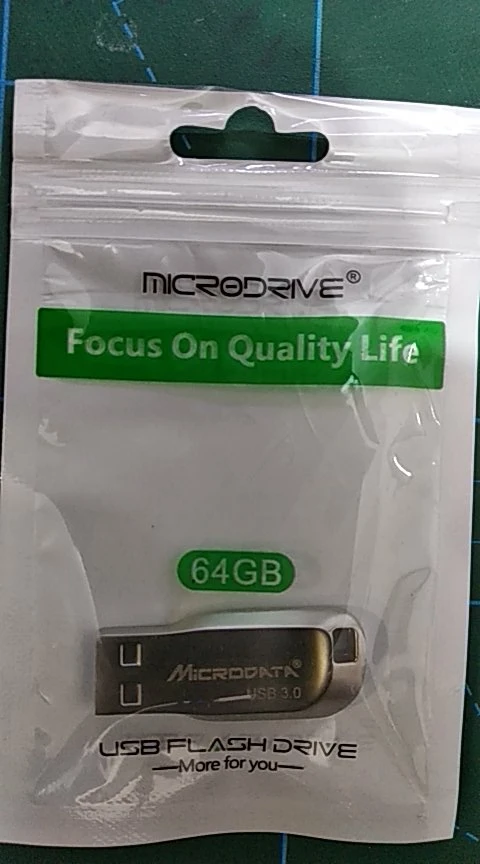 MICRODRIVE®
Focus On Quality Life
64GB
MICRODATA®
USB 3.0
USB FLASH DRIVE
—More for you—